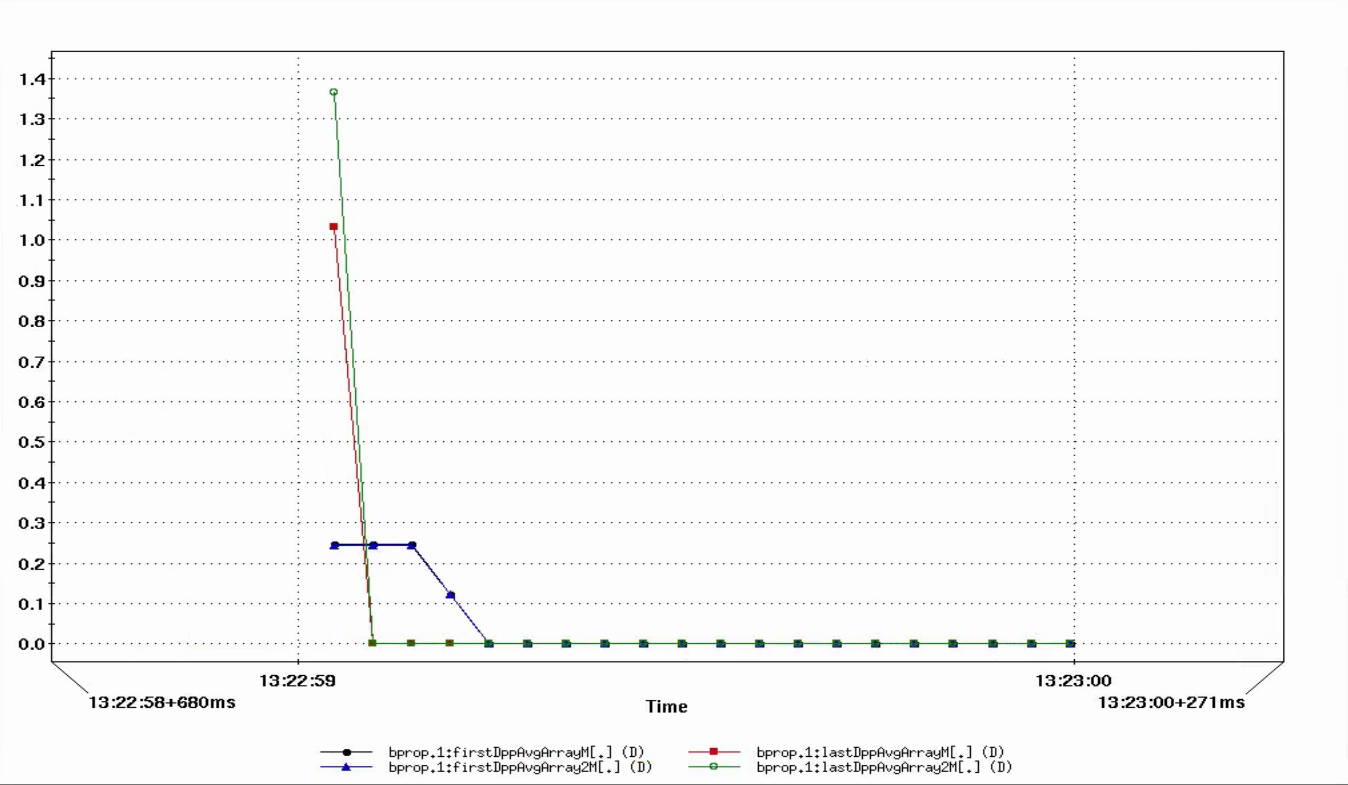 1.4
1.3
1.2
1.1
1.0
0.9
0.8
0.7
0.6
0.5
0.4
0.3
0.2
0.1
0.0
13:22:59
13:23:00
13:22:58+680ms
Time
13:23:00+271ms
bprop.1:firstDppAvgArrayM[.] (D)
bprop.1:lastDppAvgArrayM[.] (D)
bprop.1:firstDppAvgArray2M[.] (D)
bprop.1:lastDppAvgArray2M[.] (D)